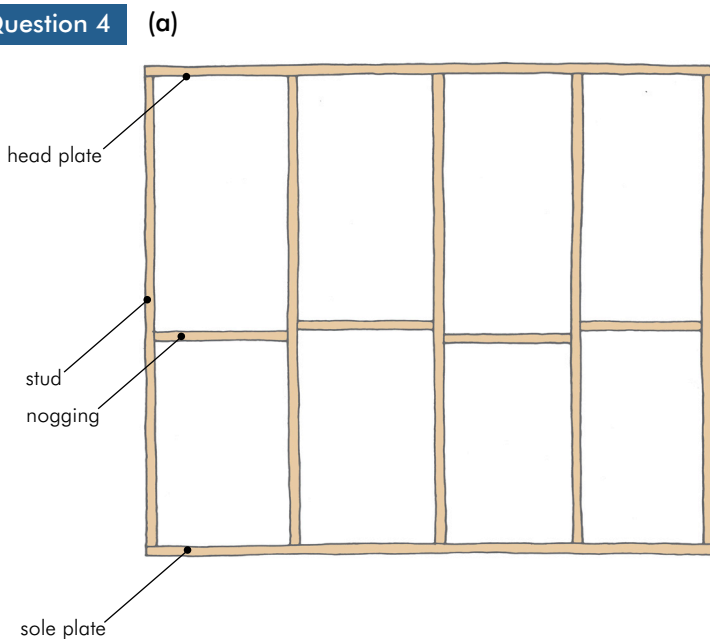 Question 4 (a)
head plate
stud
nogging
sole plate